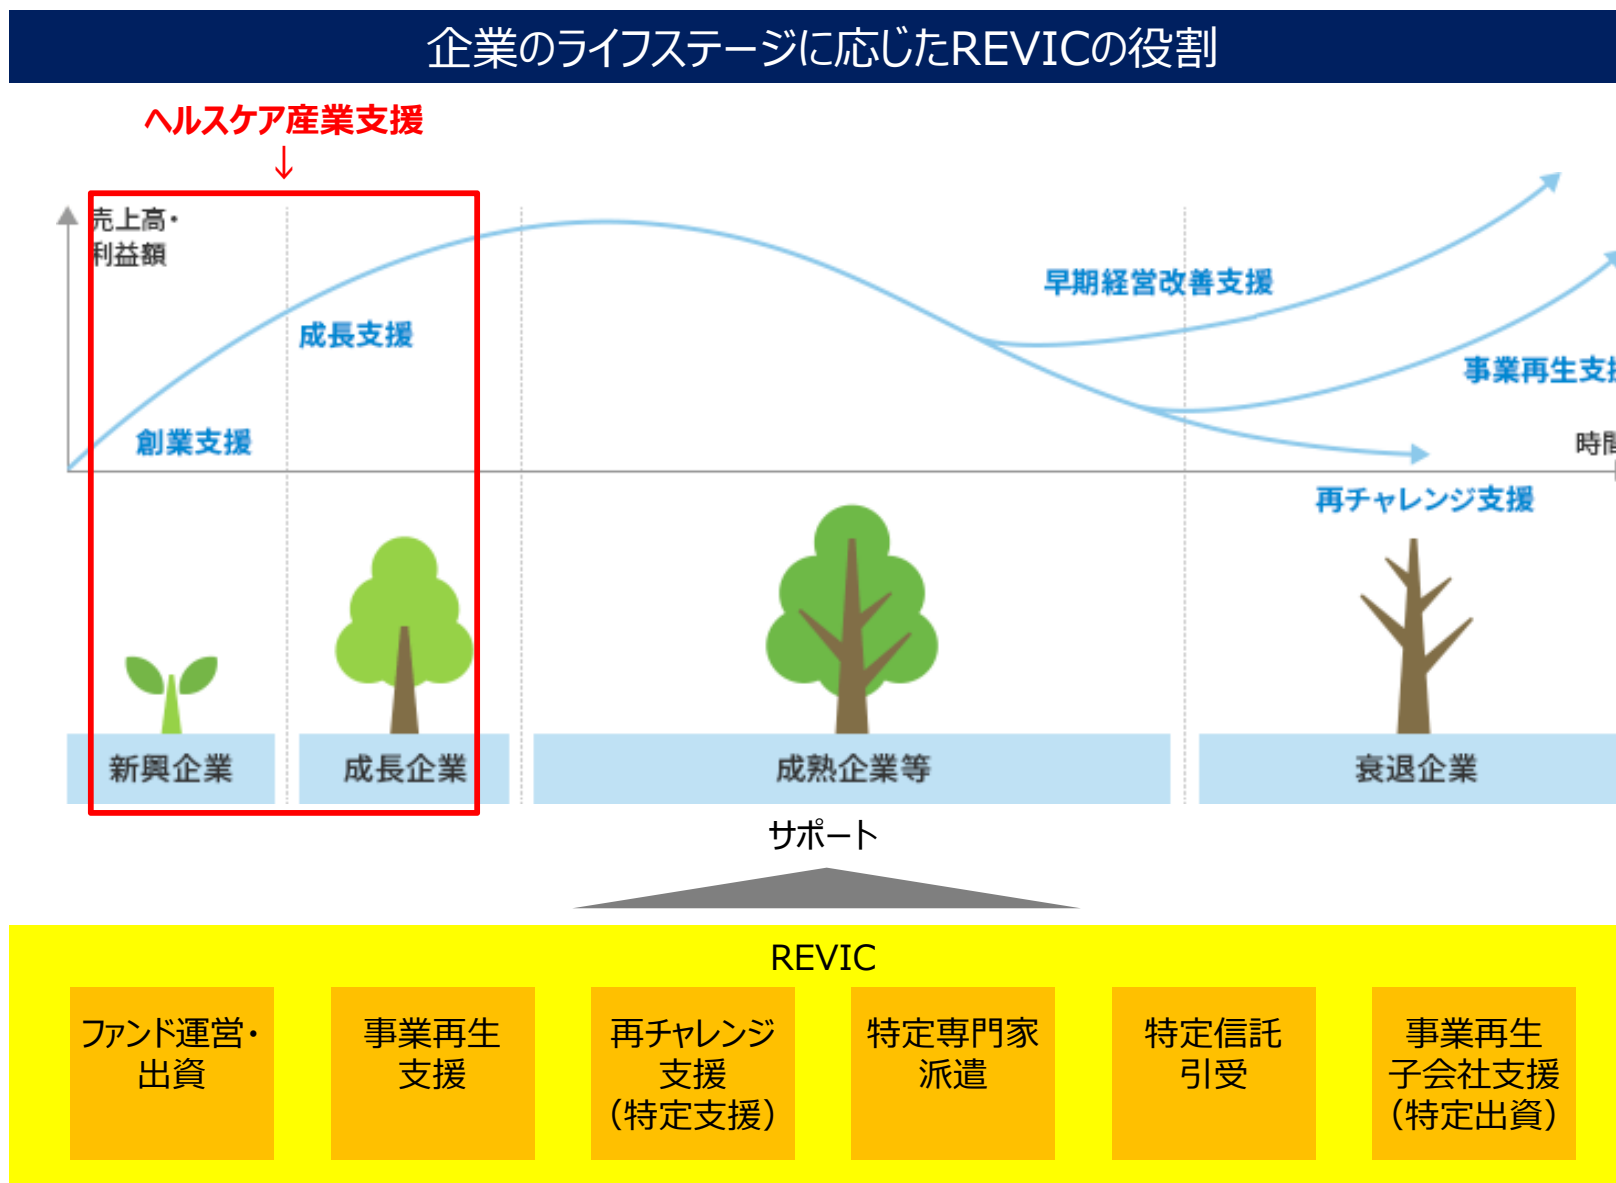 企業のライフステージに応じたREVICの役割
ヘルスケア産業支援
↓
売上高・
利益額
早期経営改善支援
成長支援
事業再生支
創業支援
時
再チャレンジ支援
新興企業
成長企業
成熟企業等
衰退企業
サポート
REVIC
ファンド運営・
出資
事業再生
支援
再チャレンジ
支援
（特定支援）
特定専門家
派遣
特定信託
引受
事業再生
子会社支援
（特定出資）